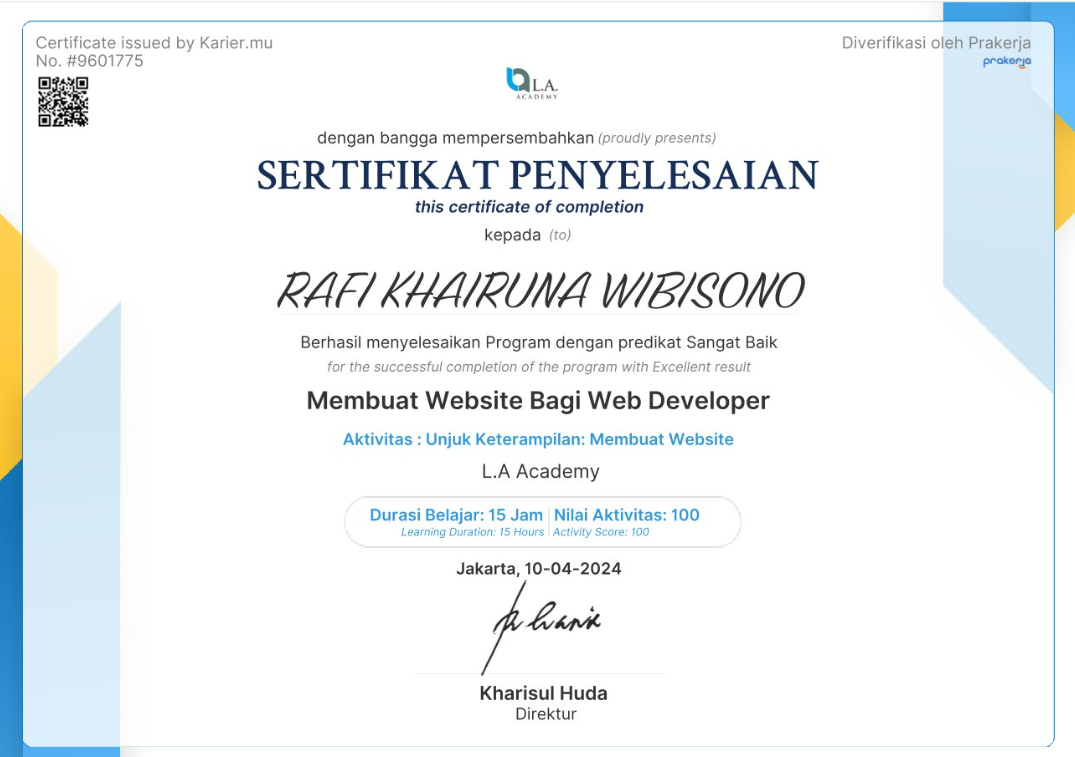 Certificate issued by Karier.mu
No. #9601775
Diverifikasi oleh Prakerja
prakerja
L.A.
ACADEMY
dengan bangga mempersembahkan (proudly presents)
SERTIFIKAT PENYELESAIAN
this certificate of completion
kepada (to)
RAFI KHAIRUNA WIBISONO
Berhasil menyelesaikan Program dengan predikat Sangat Baik
for the successful completion of the program with Excellent result
Membuat Website Bagi Web Developer
Aktivitas : Unjuk Keterampilan: Membuat Website
L.A Academy
Durasi Belajar: 15 Jam | Nilai Aktivitas: 100
Learning Duration: 15 Hours | Activity Score: 100
Jakarta, 10-04-2024
Kharisul Huda
Direktur